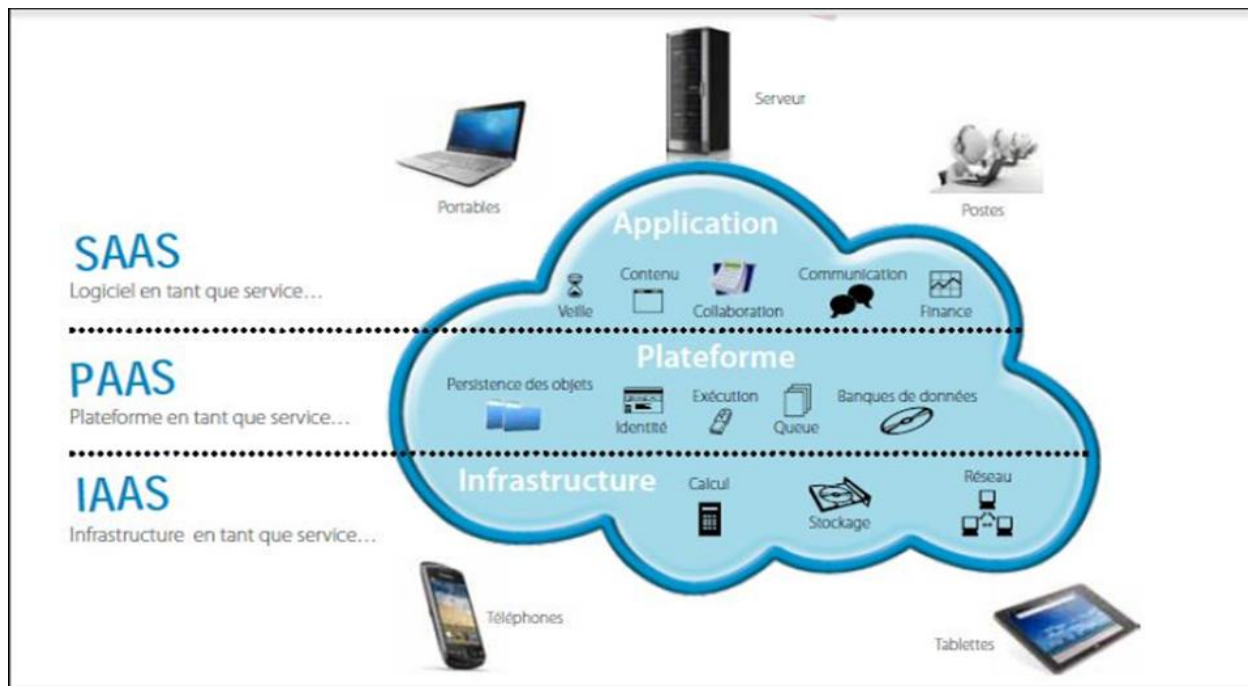 Serveur
Portables
Postes
SAAS
Logiciel en tant que service...
Application
Veille
Contenu
Collaboration
Communication
Finance
PAAS
Plateforme en tant que service...
Plateforme
Persistence des objets
Identité
Exécution
Queue
Banques de données
IAAS
Infrastructure en tant que service...
Infrastructure
Calcul
Stockage
Réseau
Téléphones
Tablettes